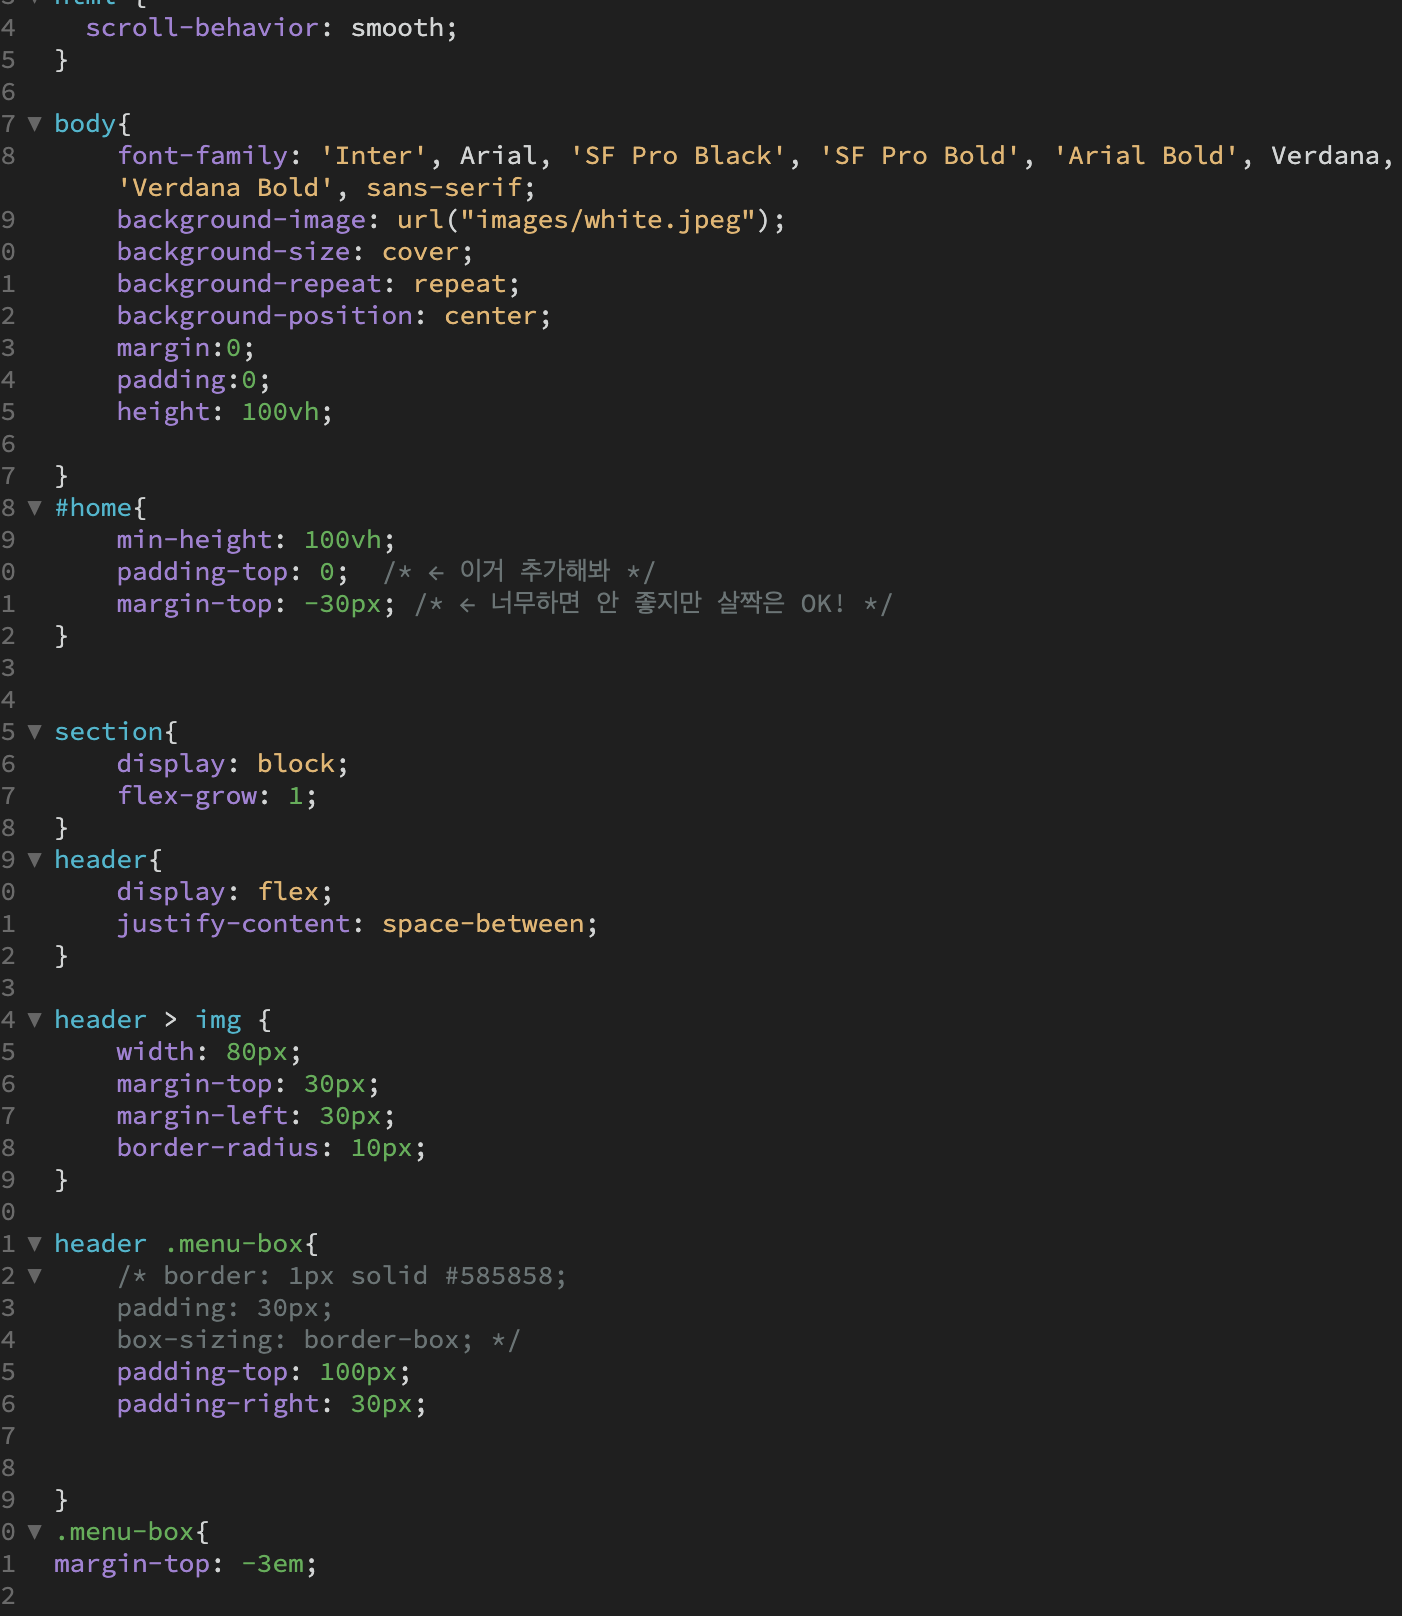 3 ▼ html {
4   scroll-behavior: smooth;
5 }
6
7 ▼ body{
8     font-family: 'Inter', Arial, 'SF Pro Black', 'SF Pro Bold', 'Arial Bold', Verdana,
    'Verdana Bold', sans-serif;
9     background-image: url("images/white.jpeg");
0     background-size: cover;
1     background-repeat: repeat;
2     background-position: center;
3     margin:0;
4     padding:0;
5     height: 100vh;
6
7 }
8 ▼ #home{
9     min-height: 100vh;
0     padding-top: 0;  /* ← 이거 추가해봐 */
1     margin-top: -30px; /* ← 너무하면 안 좋지만 살짝은 OK! */
2 }
3
4
5 ▼ section{
6     display: block;
7     flex-grow: 1;
8 }
9 ▼ header{
0     display: flex;
1     justify-content: space-between;
2 }
3
4 ▼ header > img {
5     width: 80px;
6     margin-top: 30px;
7     margin-left: 30px;
8     border-radius: 10px;
9 }
0
1 ▼ header .menu-box{
2 ▼     /* border: 1px solid #585858;
3     padding: 30px;
4     box-sizing: border-box; */
5     padding-top: 100px;
6     padding-right: 30px;
7
8
9 }
0 ▼ .menu-box{
1 margin-top: -3em;
2